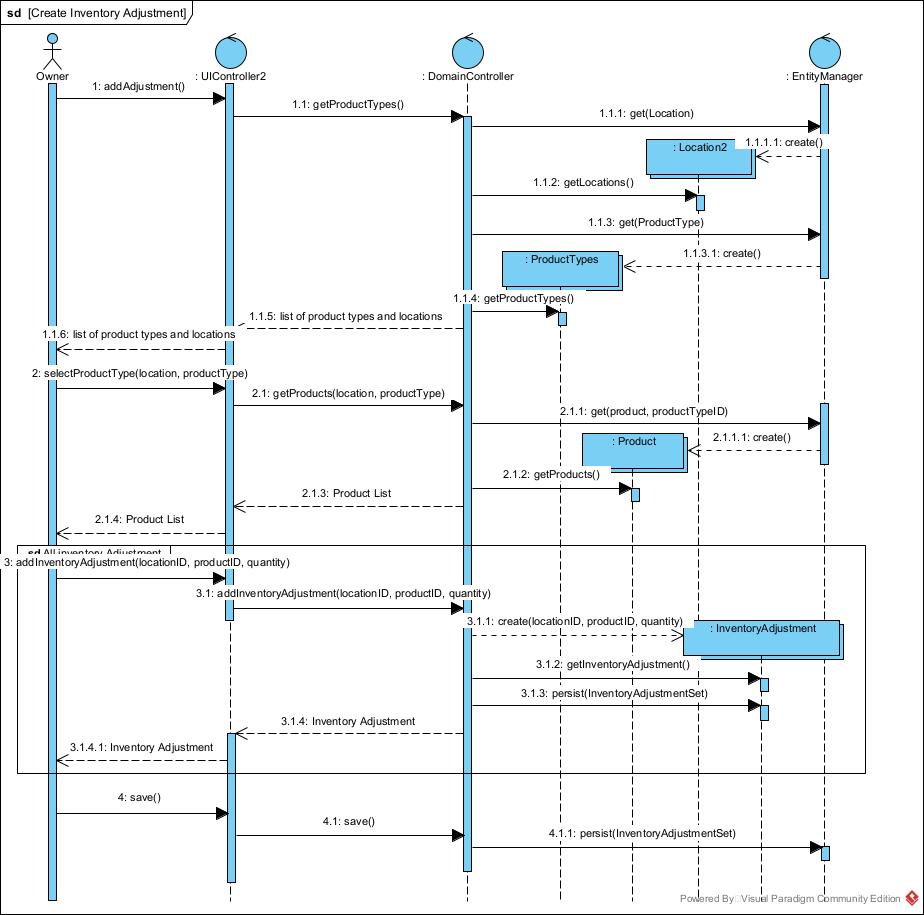 sd [Create Inventory Adjustment]
Owner
: UIController2
: DomainController
: EntityManager
1: addAdjustment()
1.1: getProductTypes()
1.1.1: get(Location)
1.1.1.1: create()
: Location2
1.1.2: getLocations()
1.1.3: get(ProductType)
1.1.3.1: create()
: ProductTypes
1.1.4: getProductTypes()
1.1.5: list of product types and locations
1.1.6: list of product types and locations
2: selectProductType(location, productType)
2.1: getProducts(location, productType)
2.1.1: get(product, productTypeID)
2.1.1.1: create()
: Product
2.1.2: getProducts()
2.1.3: Product List
2.1.4: Product List
sd All inventory Adjustment
3: addInventoryAdjustment(locationID, productID, quantity)
3.1: addInventoryAdjustment(locationID, productID, quantity)
3.1.1: create(locationID, productID, quantity)
: InventoryAdjustment
3.1.2: getInventoryAdjustment()
3.1.3: persist(InventoryAdjustmentSet)
3.1.4: Inventory Adjustment
3.1.4.1: Inventory Adjustment
4: save()
4.1: save()
4.1.1: persist(InventoryAdjustmentSet)
Powered By Visual Paradigm Community Edition